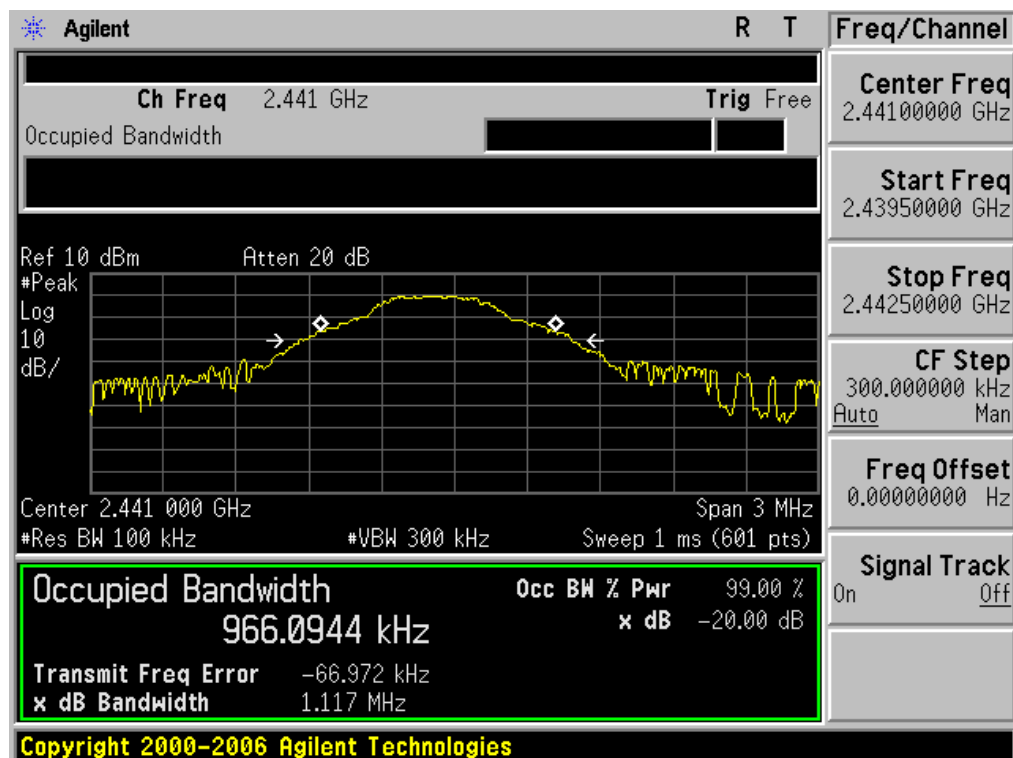 Agilent R T Freq/Channel
Ch Freq 2.441 GHz Trig Free
Occupied Bandwidth
Center Freq
2.44100000 GHz
Start Freq
2.43950000 GHz
Stop Freq
2.44250000 GHz
CF Step
300.000000 kHz
Auto Man
Freq Offset
0.00000000 Hz
Signal Track
On Off
Ref 10 dBm Atten 20 dB
#Peak
Log
10
dB/
Center 2.441 000 GHz Span 3 MHz
#Res BW 100 kHz #VBW 300 kHz Sweep 1 ms (601 pts)
Occupied Bandwidth
966.0944 kHz
Occ BW % Pwr 99.00 %
x dB -20.00 dB
Transmit Freq Error -66.972 kHz
x dB Bandwidth 1.117 MHz
Copyright 2000-2006 Agilent Technologies